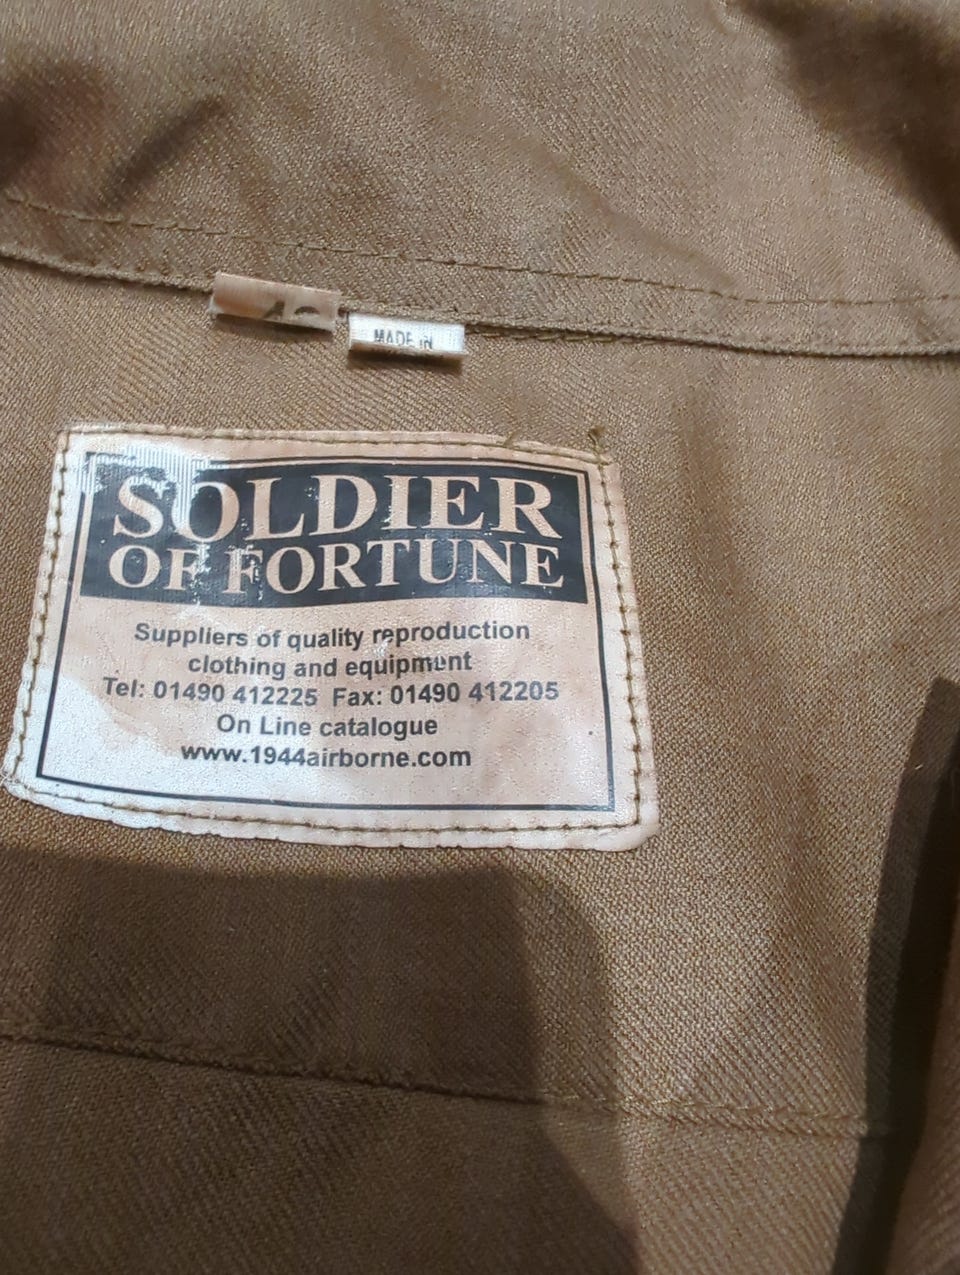 MADE IN
SOLDIER
OF FORTUNE
Suppliers of quality reproduction
clothing and equipment
Tel: 01490 412225 Fax: 01490 412205
On Line catalogue
www.1944airborne.com